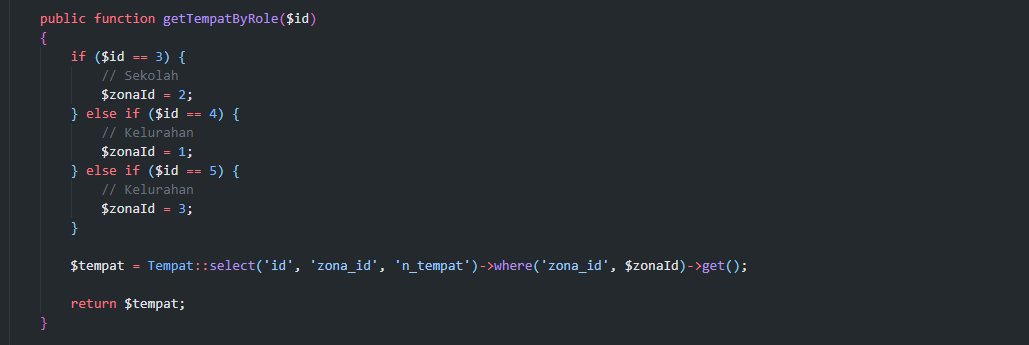 public function getTempatByRole($id)
{
    if ($id == 3) {
        // Sekolah
        $zonaId = 2;
    } else if ($id == 4) {
        // Kelurahan
        $zonaId = 1;
    } else if ($id == 5) {
        // Kelurahan
        $zonaId = 3;
    }
    $tempat = Tempat::select('id', 'zona_id', 'n_tempat')->where('zona_id', $zonaId)->get();
    return $tempat;
}